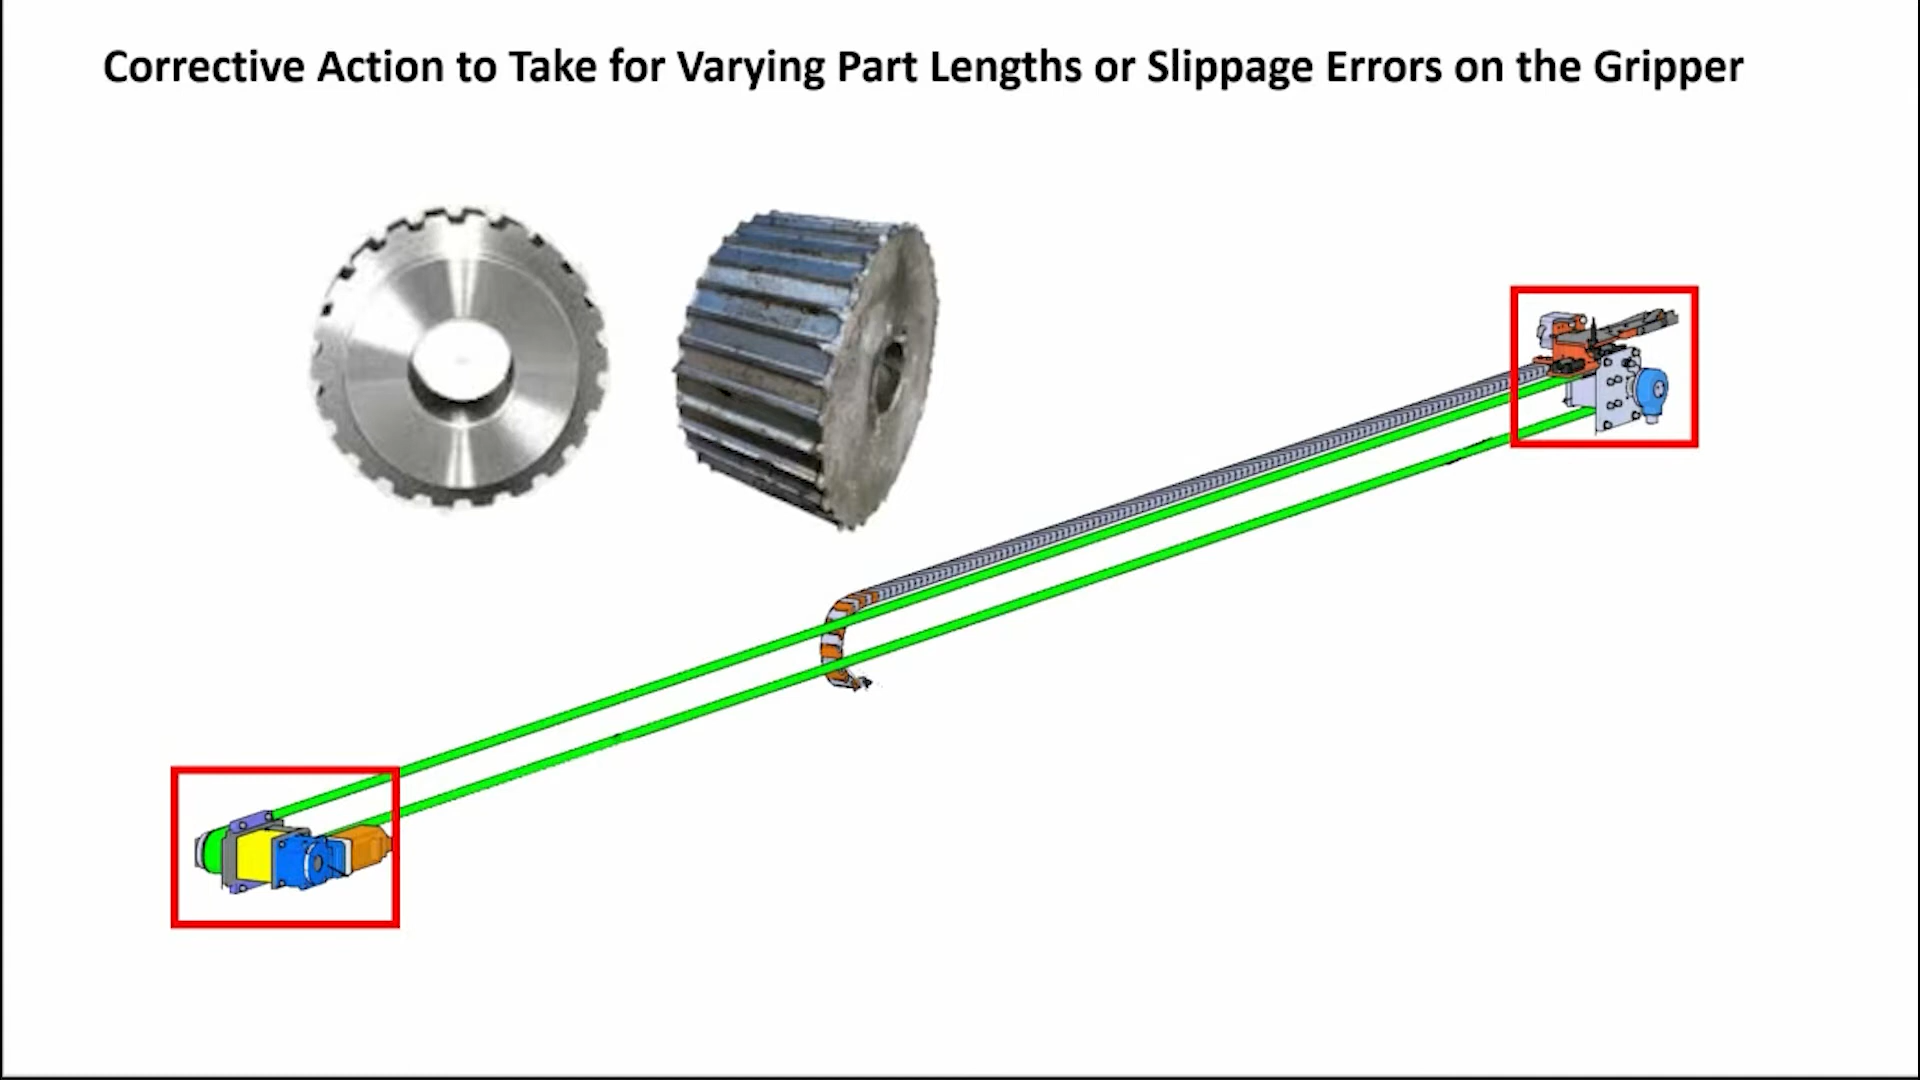 Corrective Action to Take for Varying Part Lengths or Slippage Errors on the Gripper